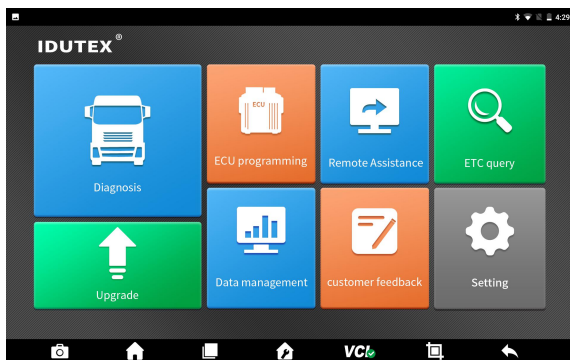 4:29
IDUTEX®
ECU
Diagnosis
ECU programming
Remote Assistance
ETC query
Upgrade
Data management
customer feedback
Setting
VCI